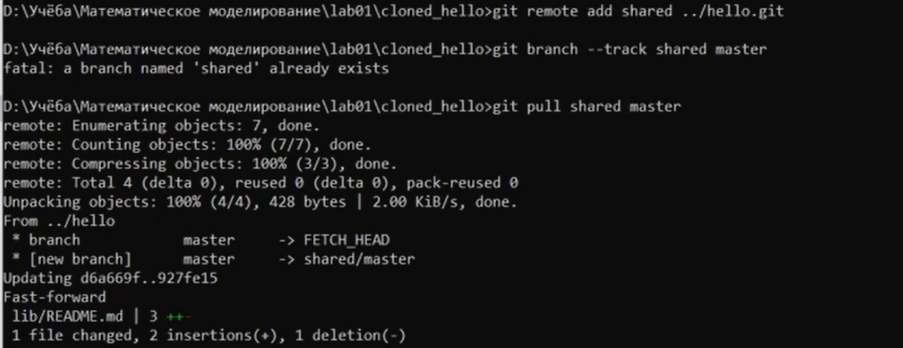 D:\Учёба\Математическое моделирование\lab01\cloned_hello>git remote add shared ../hello.git
D:\Учёба\Математическое моделирование\lab01\cloned_hello>git branch --track shared master
fatal: a branch named 'shared' already exists
D:\Учёба\Математическое моделирование\lab01\cloned_hello>git pull shared master
remote: Enumerating objects: 7, done.
remote: Counting objects: 100% (7/7), done.
remote: Compressing objects: 100% (3/3), done.
remote: Total 4 (delta 0), reused 0 (delta 0), pack-reused 0
Unpacking objects: 100% (4/4), 428 bytes | 2.00 KiB/s, done.
From ../hello
 * branch            master     -> FETCH_HEAD
 * [new branch]      master     -> shared/master
Updating d6a669f..927fe15
Fast-forward
 lib/README.md | 3 ++-
 1 file changed, 2 insertions(+), 1 deletion(-)